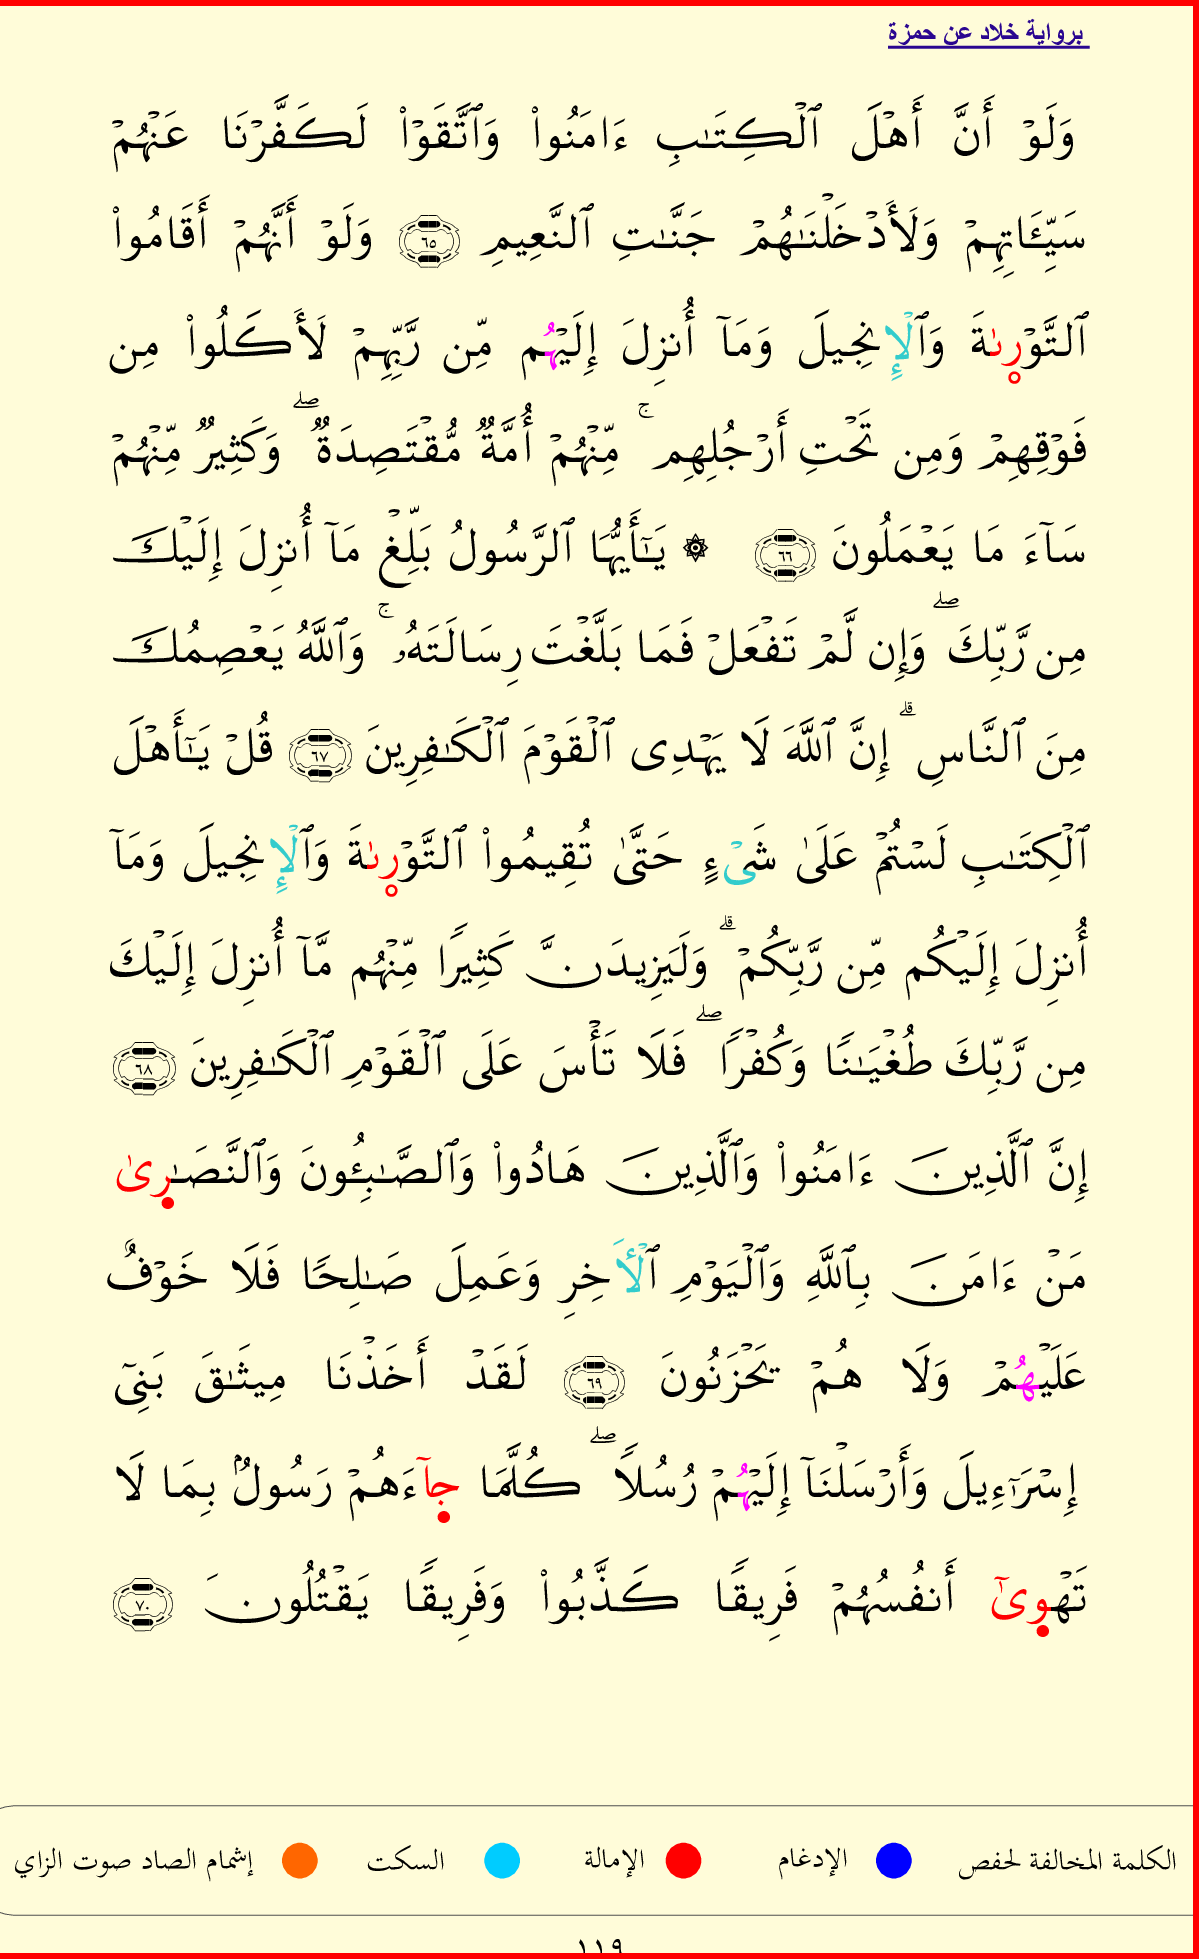 برواية خلاد عن حمزة
وَلَوۡ أَنَّ أَهۡلَ ٱلۡكِتَٰبِ ءَامَنُواْ وَٱتَّقَوۡاْ لَكَفَّرۡنَا عَنۡهُمۡ
سَيِّـَٔاتِهِمۡ وَلَأَدۡخَلۡنَٰهُمۡ جَنَّٰتِ ٱلنَّعِيمِ ٦٥ وَلَوۡ أَنَّهُمۡ أَقَامُواْ
ٱلتَّوۡرٜىٰةَ وَٱلۡإِنجِيلَ وَمَآ أُنزِلَ إِلَيۡهُم مِّن رَّبِّهِمۡ لَأَكَلُواْ مِن
فَوۡقِهِمۡ وَمِن تَحۡتِ أَرۡجُلِهِمۚ مِّنۡهُمۡ أُمَّةٞ مُّقۡتَصِدَةٞۖ وَكَثِيرٞ مِّنۡهُمۡ
سَآءَ مَا يَعۡمَلُونَ ٦٦ ۞ يَٰٓأَيُّهَا ٱلرَّسُولُ بَلِّغۡ مَآ أُنزِلَ إِلَيۡكَ
مِن رَّبِّكَۖ وَإِن لَّمۡ تَفۡعَلۡ فَمَا بَلَّغۡتَ رِسَالَتَهُۥۚ وَٱللَّهُ يَعۡصِمُكَ
مِنَ ٱلنَّاسِۗ إِنَّ ٱللَّهَ لَا يَهۡدِى ٱلۡقَوۡمَ ٱلۡكَٰفِرِينَ ٦٧ قُلۡ يَٰٓأَهۡلَ
ٱلۡكِتَٰبِ لَسۡتُمۡ عَلَىٰ شَىۡءٍ حَتَّىٰ تُقِيمُواْ ٱلتَّوۡرٜىٰةَ وَٱلۡإِنجِيلَ وَمَآ
أُنزِلَ إِلَيۡكُم مِّن رَّبِّكُمۡۗ وَلَيَزِيدَنَّ كَثِيرٗا مِّنۡهُم مَّآ أُنزِلَ إِلَيۡكَ
مِن رَّبِّكَ طُغۡيَٰنٗا وَكُفۡرٗاۖ فَلَا تَأۡسَ عَلَى ٱلۡقَوۡمِ ٱلۡكَٰفِرِينَ ٦٨
إِنَّ ٱلَّذِينَ ءَامَنُواْ وَٱلَّذِينَ هَادُواْ وَٱلصَّٰبِـُٔونَ وَٱلنَّصَٰرٜىٰ
مَنۡ ءَامَنَ بِٱللَّهِ وَٱلۡيَوۡمِ ٱلۡأَخِرِ وَعَمِلَ صَٰلِحٗا فَلَا خَوۡفٌ
عَلَيۡهُمۡ وَلَا هُمۡ يَحۡزَنُونَ ٦٩ لَقَدۡ أَخَذۡنَا مِيثَٰقَ بَنِىٓ
إِسۡرَٰٓءِيلَ وَأَرۡسَلۡنَآ إِلَيۡهُمۡ رُسُلٗاۖ كُلَّمَا جٜآءَهُمۡ رَسُولُۢ بِمَا لَا
تَهۡوٜىٰٓ أَنفُسُهُمۡ فَرِيقٗا كَذَّبُواْ وَفَرِيقٗا يَقۡتُلُونَ ٧٠
الكلمة المخالفة لحفص الإدغام الإمالة السكت إشمام الصاد صوت الزاي
١١٩